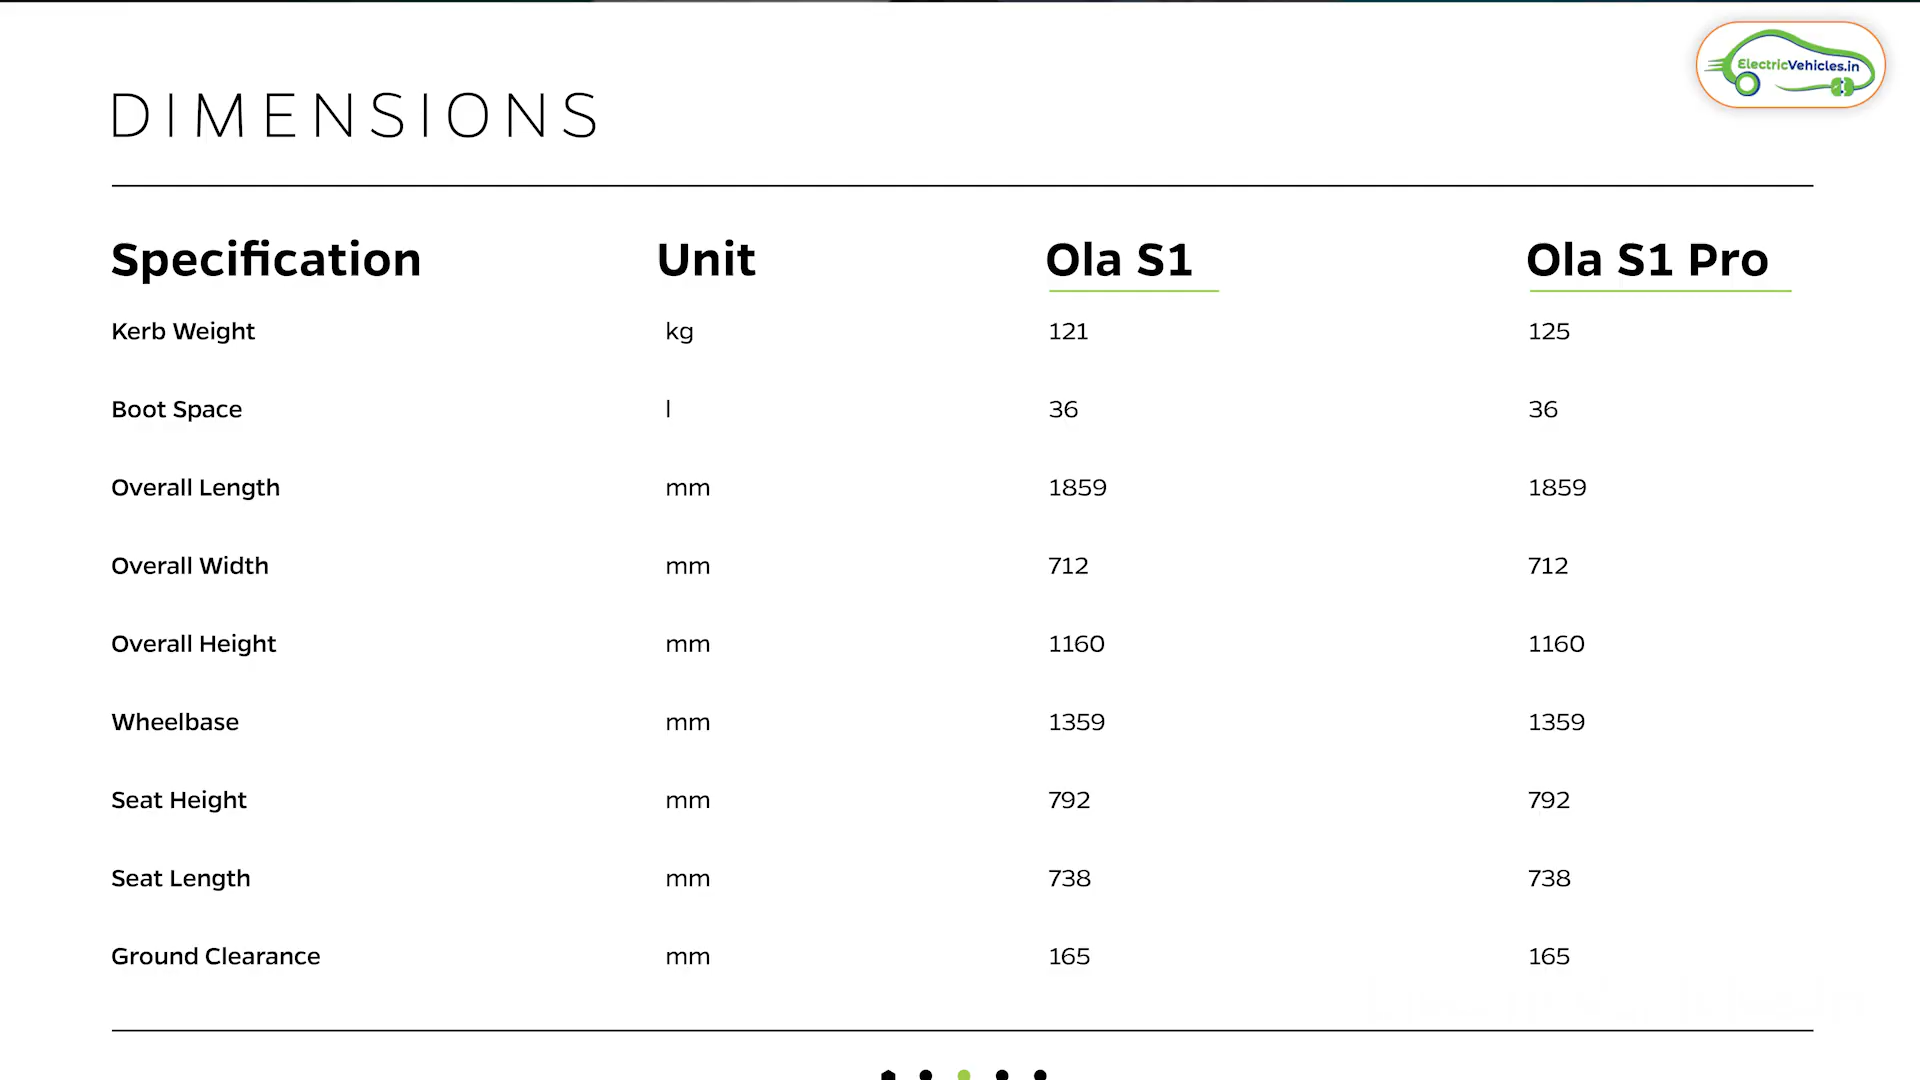 ElectricVehicles.in
DIMENSIONS
Specification Unit Ola S1 Ola S1 Pro
Kerb Weight kg 121 125
Boot Space l 36 36
Overall Length mm 1859 1859
Overall Width mm 712 712
Overall Height mm 1160 1160
Wheelbase mm 1359 1359
Seat Height mm 792 792
Seat Length mm 738 738
Ground Clearance mm 165 165